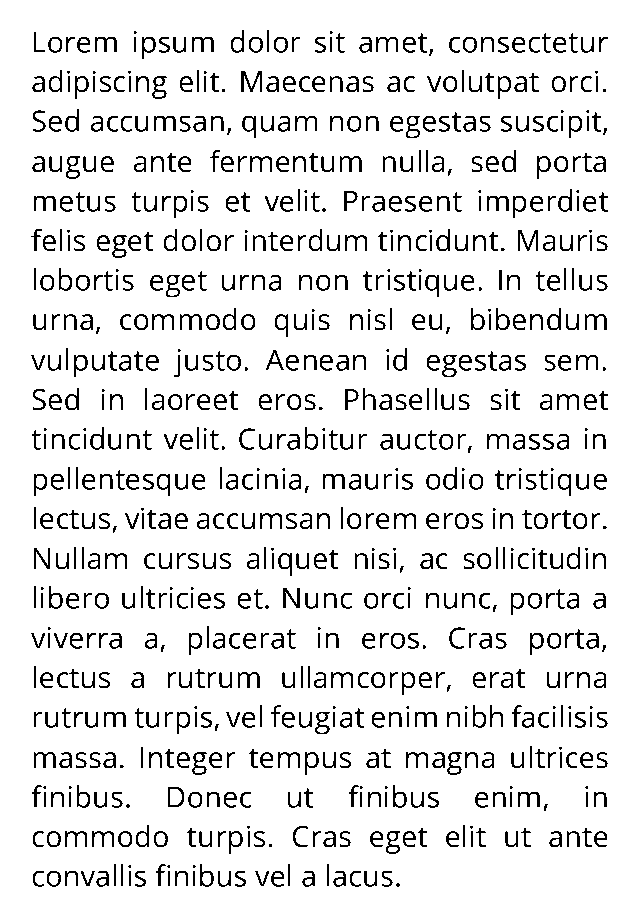 Lorem ipsum dolor sit amet, consectetur
adipiscing elit. Maecenas ac volutpat orci.
Sed accumsan, quam non egestas suscipit,
augue ante fermentum nulla, sed porta
metus turpis et velit. Praesent imperdiet
felis eget dolor interdum tincidunt. Mauris
lobortis eget urna non tristique. In tellus
urna, commodo quis nisl eu, bibendum
vulputate justo. Aenean id egestas sem.
Sed in laoreet eros. Phasellus sit amet
tincidunt velit. Curabitur auctor, massa in
pellentesque lacinia, mauris odio tristique
lectus, vitae accumsan lorem eros in tortor.
Nullam cursus aliquet nisi, ac sollicitudin
libero ultricies et. Nunc orci nunc, porta a
viverra a, placerat in eros. Cras porta,
lectus a rutrum ullamcorper, erat urna
rutrum turpis, vel feugiat enim nibh facilisis
massa. Integer tempus at magna ultrices
finibus. Donec ut finibus enim, in
commodo turpis. Cras eget elit ut ante
convallis finibus vel a lacus.